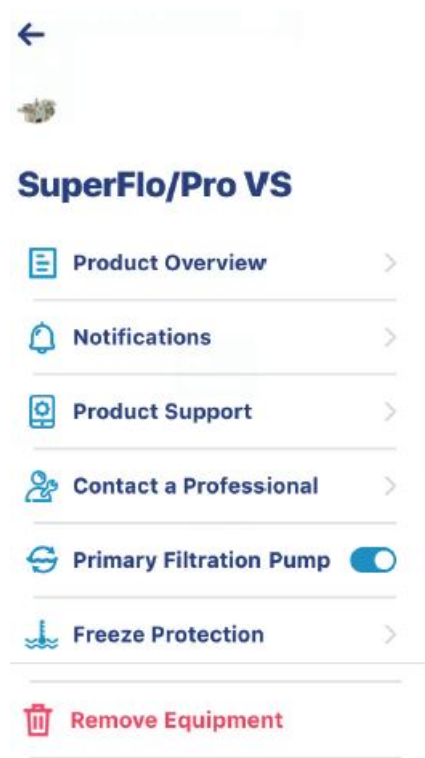 SuperFlo/Pro VS
Product Overview
Notifications
Product Support
Contact a Professional
Primary Filtration Pump
Freeze Protection
Remove Equipment